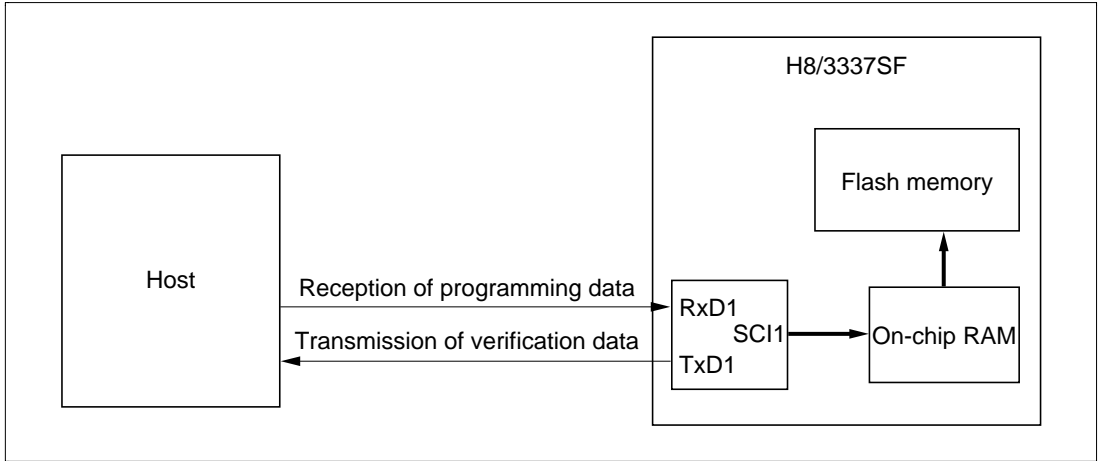 H8/3337SF
Flash memory
Host
Reception of programming data
RxD1
SCI1
On-chip RAM
Transmission of verification data
TxD1